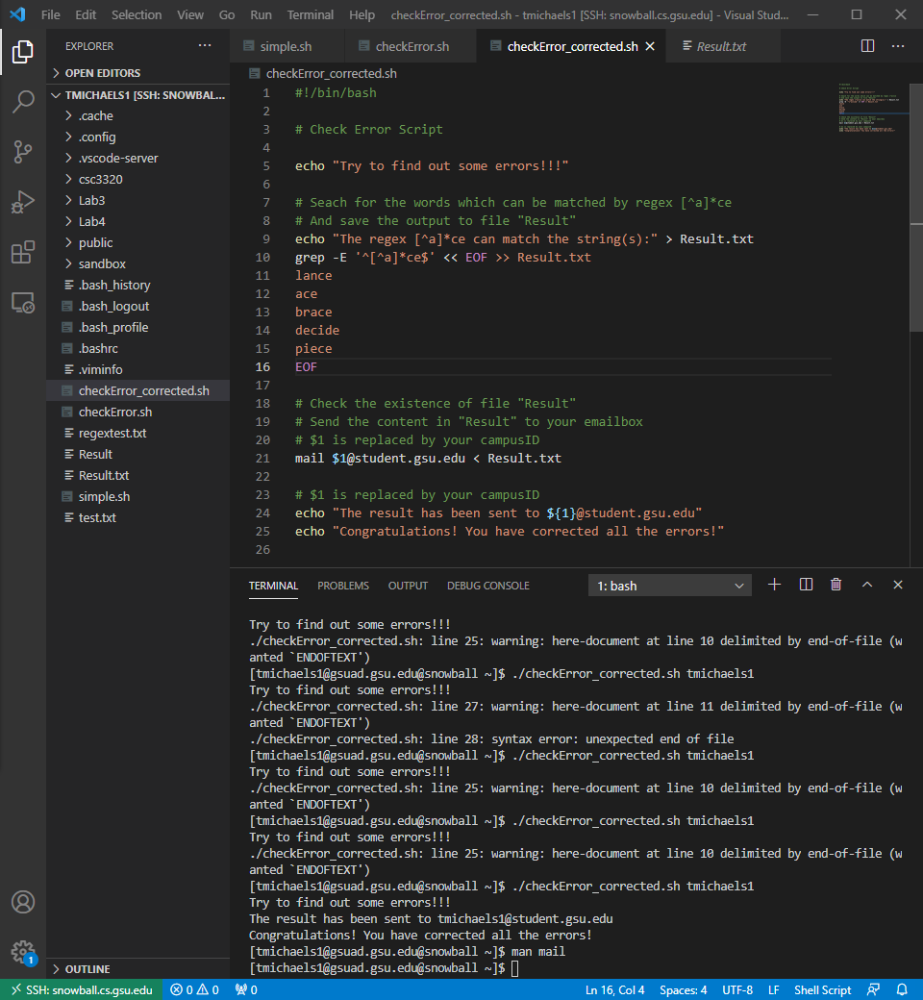 File Edit Selection View Go Run Terminal Help checkError_corrected.sh - tmichaels1 [SSH: snowball.cs.gsu.edu] - Visual Stud...
EXPLORER ...
OPEN EDITORS
TMICHAELS1 [SSH: SNOWBAL...
.cache
.config
.vscode-server
csc3320
Lab3
Lab4
public
sandbox
.bash_history
.bash_logout
.bash_profile
.bashrc
.viminfo
checkError_corrected.sh
checkError.sh
regextest.txt
Result
Result.txt
simple.sh
test.txt
OUTLINE
simple.sh checkError.sh checkError_corrected.sh Result.txt ...
checkError_corrected.sh
1 #!/bin/bash
2
3 # Check Error Script
4
5 echo "Try to find out some errors!!!"
6
7 # Seach for the words which can be matched by regex [^a]*ce
8 # And save the output to file "Result"
9 echo "The regex [^a]*ce can match the string(s):" > Result.txt
10 grep -E '^[^a]*ce$' << EOF >> Result.txt
11 lance
12 ace
13 brace
14 decide
15 piece
16 EOF
17
18 # Check the existence of file "Result"
19 # Send the content in "Result" to your emailbox
20 # $1 is replaced by your campusID
21 mail $1@student.gsu.edu < Result.txt
22
23 # $1 is replaced by your campusID
24 echo "The result has been sent to ${1}@student.gsu.edu"
25 echo "Congratulations! You have corrected all the errors!"
26
TERMINAL PROBLEMS OUTPUT DEBUG CONSOLE 1: bash
Try to find out some errors!!!
./checkError_corrected.sh: line 25: warning: here-document at line 10 delimited by end-of-file (w
anted `ENDOFTEXT')
[tmichaels1@gsuad.gsu.edu@snowball ~]$ ./checkError_corrected.sh tmichaels1
Try to find out some errors!!!
./checkError_corrected.sh: line 27: warning: here-document at line 11 delimited by end-of-file (w
anted `ENDOFTEXT')
./checkError_corrected.sh: line 28: syntax error: unexpected end of file
[tmichaels1@gsuad.gsu.edu@snowball ~]$ ./checkError_corrected.sh tmichaels1
Try to find out some errors!!!
./checkError_corrected.sh: line 25: warning: here-document at line 10 delimited by end-of-file (w
anted `ENDOFTEXT')
[tmichaels1@gsuad.gsu.edu@snowball ~]$ ./checkError_corrected.sh tmichaels1
Try to find out some errors!!!
./checkError_corrected.sh: line 25: warning: here-document at line 10 delimited by end-of-file (w
anted `ENDOFTEXT')
[tmichaels1@gsuad.gsu.edu@snowball ~]$ ./checkError_corrected.sh tmichaels1
Try to find out some errors!!!
The result has been sent to tmichaels1@student.gsu.edu
Congratulations! You have corrected all the errors!
[tmichaels1@gsuad.gsu.edu@snowball ~]$ man mail
[tmichaels1@gsuad.gsu.edu@snowball ~]$
1
SSH: snowball.cs.gsu.edu 0 0 0 Ln 16, Col 4 Spaces: 4 UTF-8 LF Shell Script